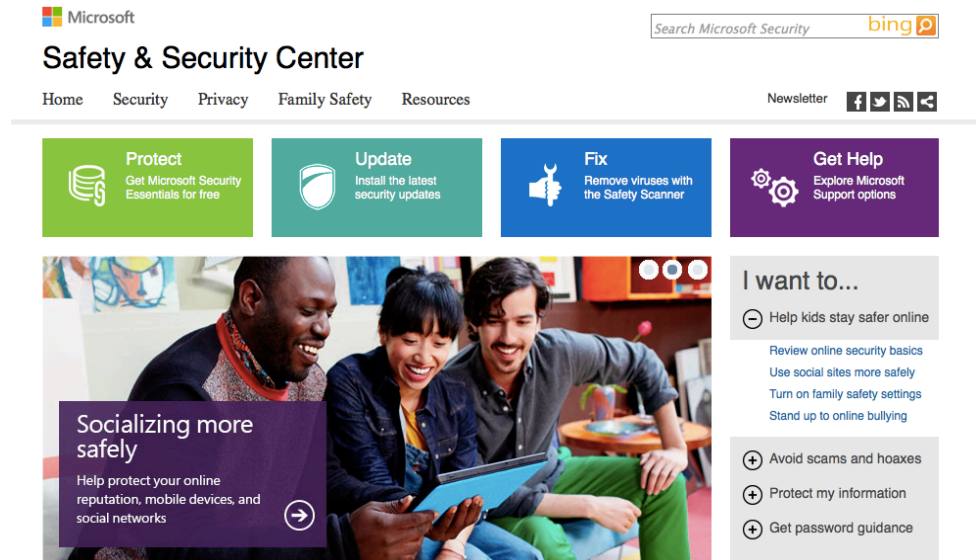 Microsoft
Search Microsoft Security
bing
Safety & Security Center
Home Security Privacy Family Safety Resources
Newsletter
Protect
Get Microsoft Security
Essentials for free
Update
Install the latest
security updates
Fix
Remove viruses with
the Safety Scanner
Get Help
Explore Microsoft
Support options
Socializing more
safely
Help protect your online
reputation, mobile devices, and
social networks
I want to...
Help kids stay safer online
Review online security basics
Use social sites more safely
Turn on family safety settings
Stand up to online bullying
Avoid scams and hoaxes
Protect my information
Get password guidance